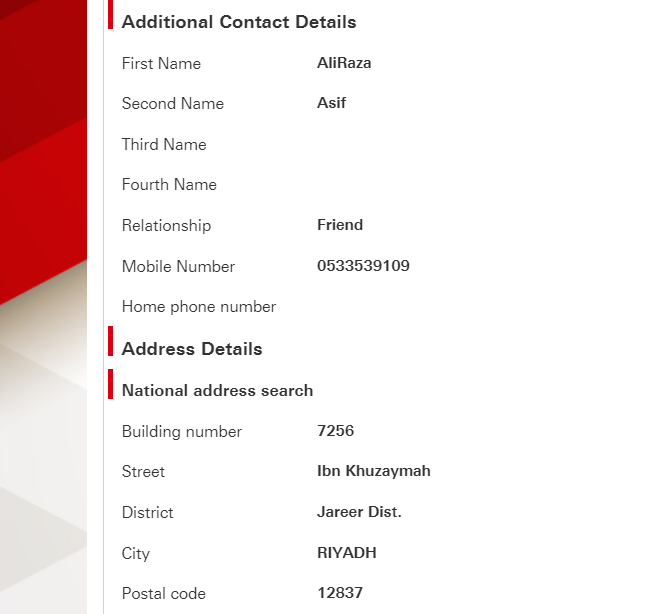 Additional Contact Details
First Name AliRaza
Second Name Asif
Third Name
Fourth Name
Relationship Friend
Mobile Number 0533539109
Home phone number
Address Details
National address search
Building number 7256
Street Ibn Khuzaymah
District Jareer Dist.
City RIYADH
Postal code 12837